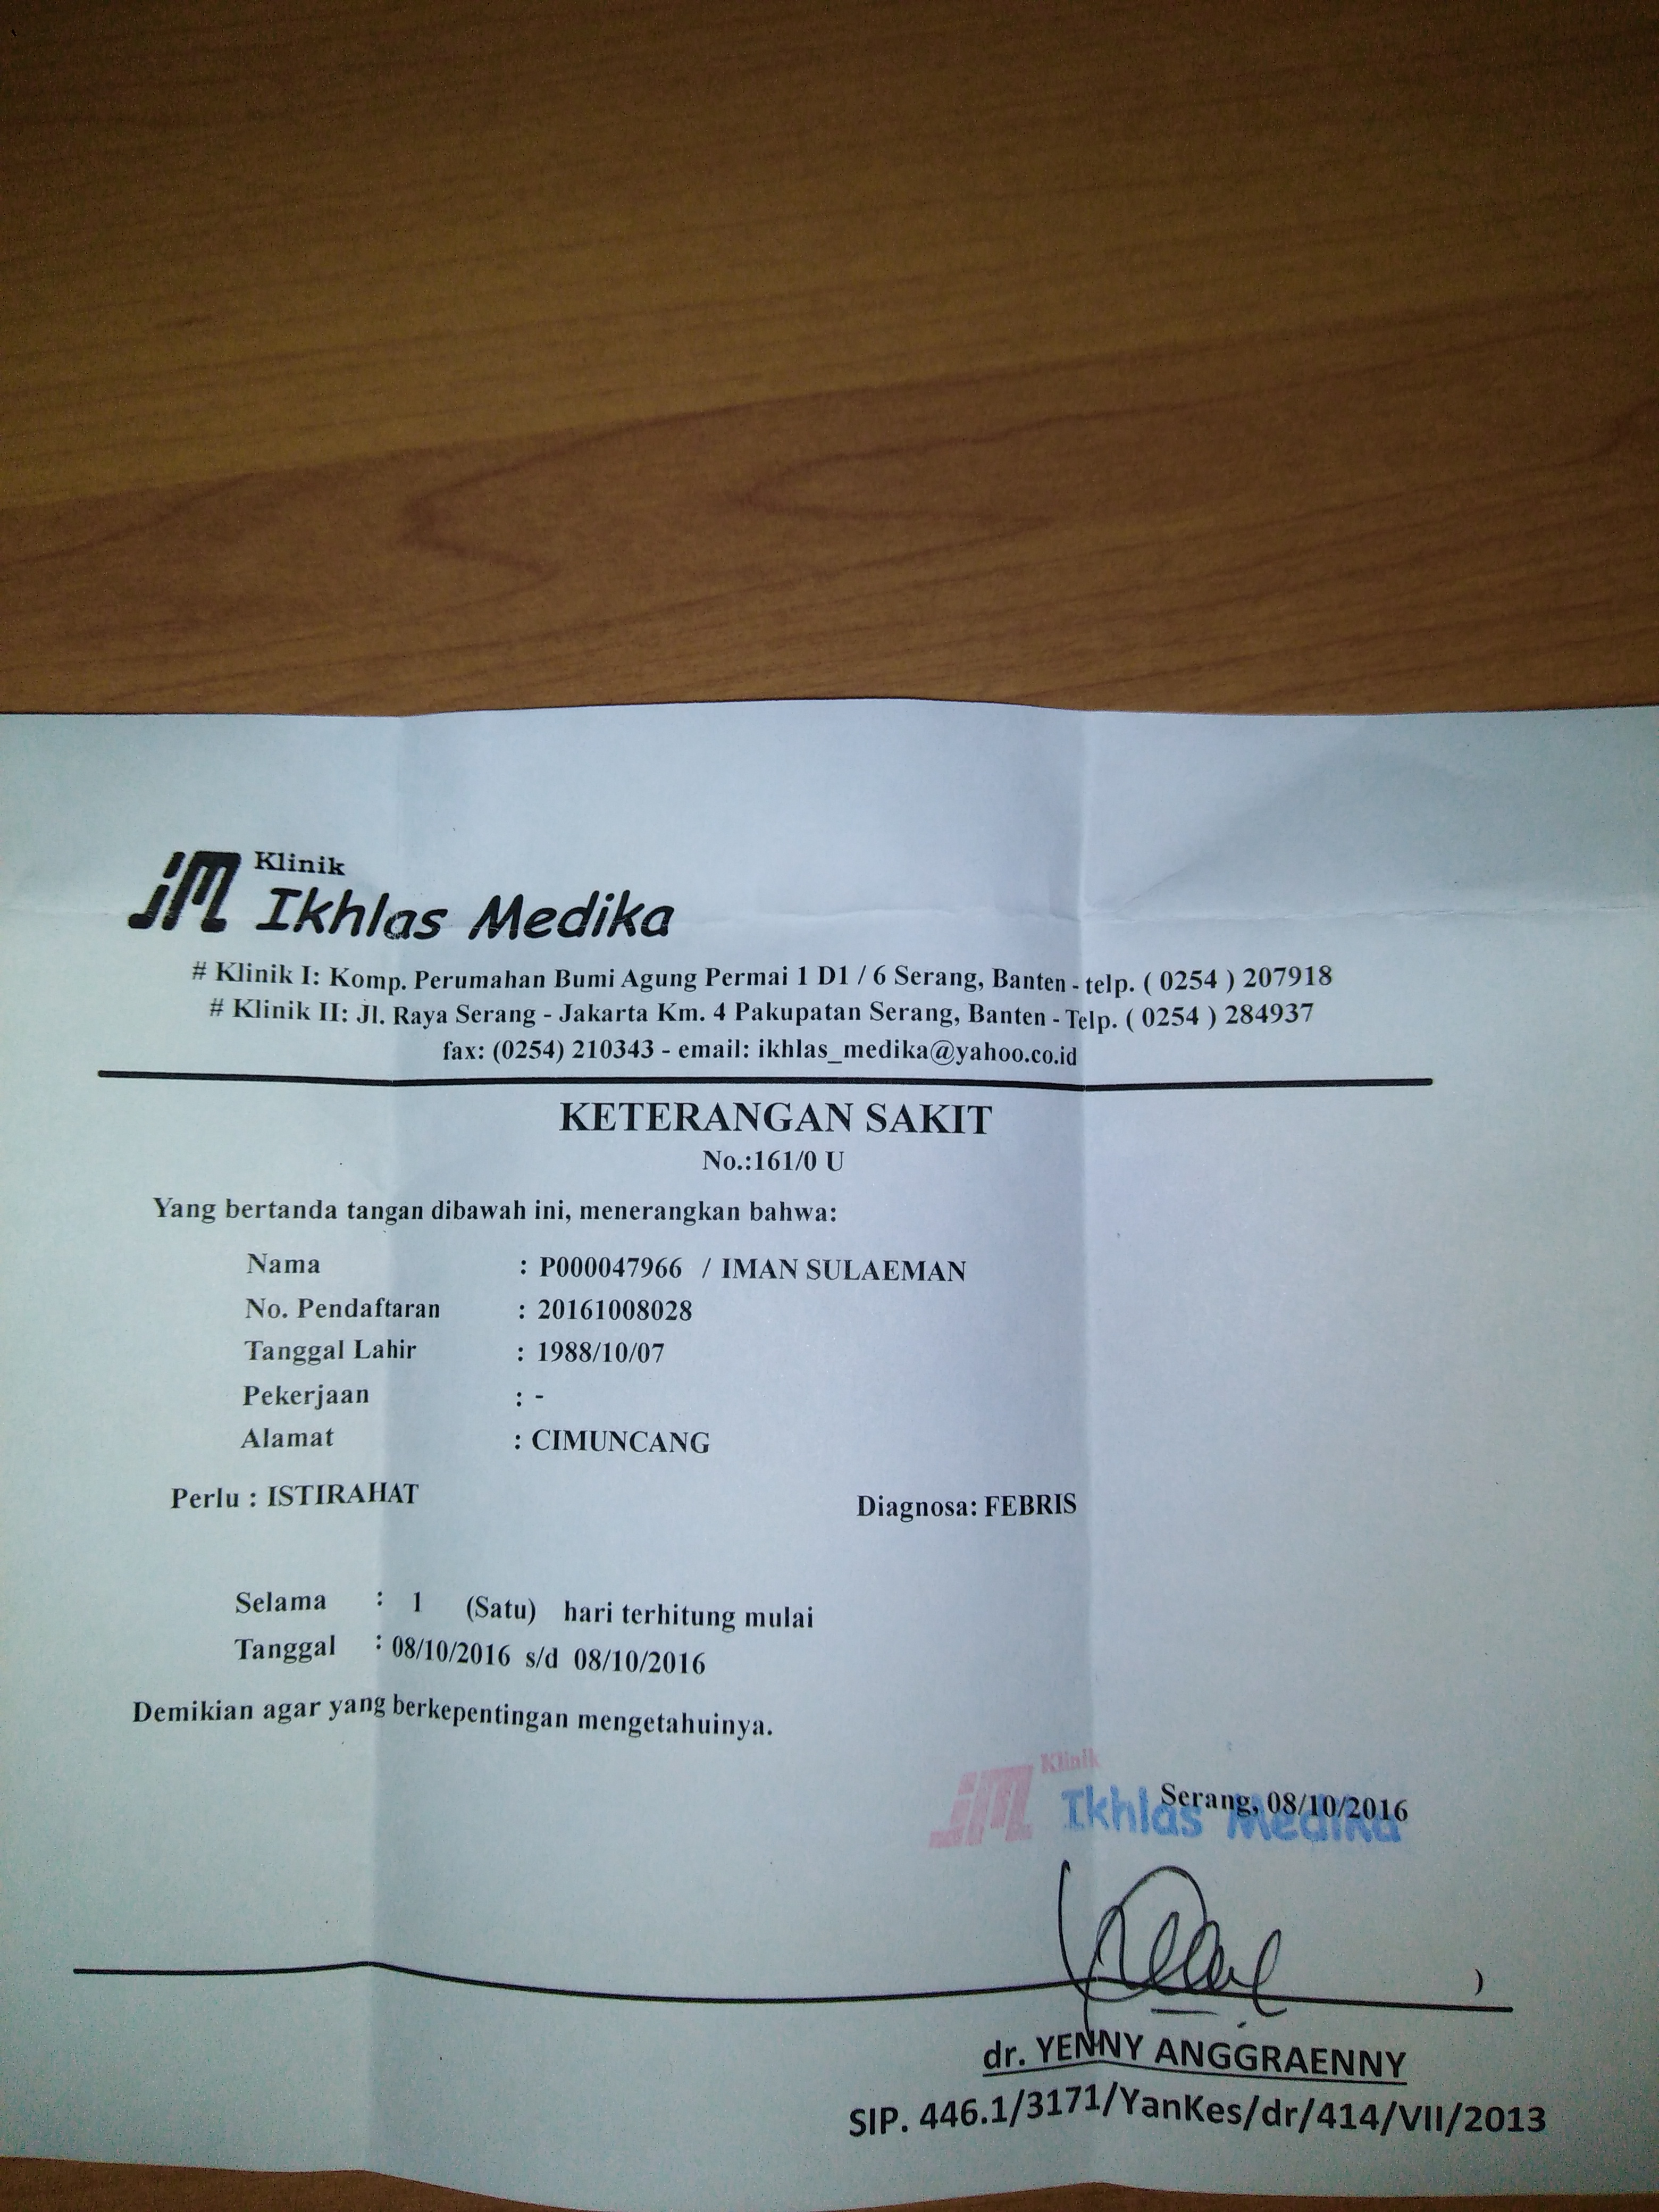 Klinik
Ikhlas Medika
# Klinik I: Komp. Perumahan Bumi Agung Permai 1 D1 / 6 Serang, Banten - telp. ( 0254 ) 207918
# Klinik II: Jl. Raya Serang - Jakarta Km. 4 Pakupatan Serang, Banten - Telp. ( 0254 ) 284937
fax: (0254) 210343 - email: ikhlas_medika@yahoo.co.id
KETERANGAN SAKIT
No.:161/0 U
Yang bertanda tangan dibawah ini, menerangkan bahwa:
Nama : P000047966 / IMAN SULAEMAN
No. Pendaftaran : 20161008028
Tanggal Lahir : 1988/10/07
Pekerjaan : -
Alamat : CIMUNCANG
Perlu : ISTIRAHAT Diagnosa: FEBRIS
Selama : 1 (Satu) hari terhitung mulai
Tanggal : 08/10/2016 s/d 08/10/2016
Demikian agar yang berkepentingan mengetahuinya.
Klinik
Ikhlas Medika
Serang, 08/10/2016
)
dr. YENNY ANGGRAENNY
SIP. 446.1/3171/YanKes/dr/414/VII/2013